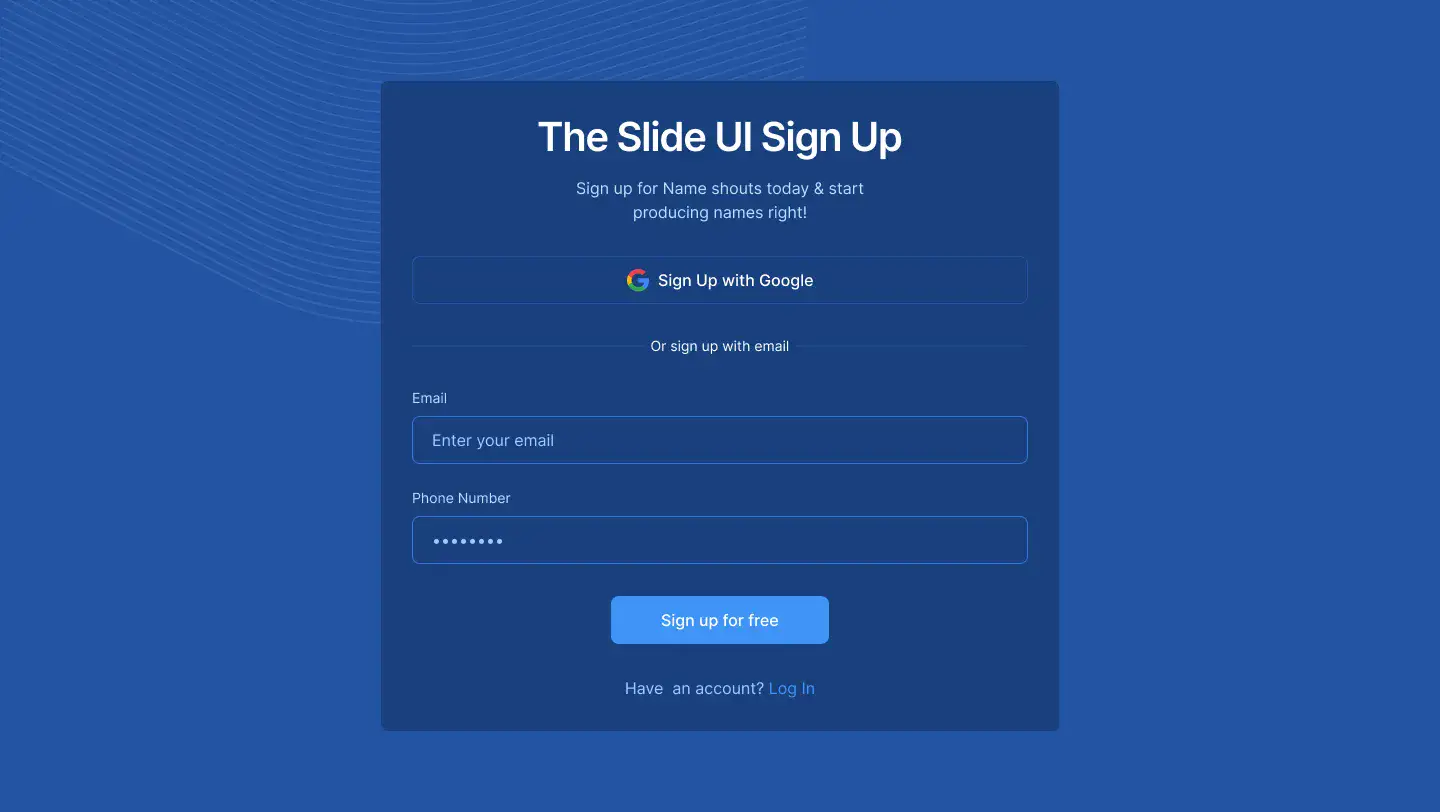 The Slide UI Sign Up
Sign up for Name shouts today & start
producing names right!
Sign Up with Google
Or sign up with email
Email
Enter your email
Phone Number
••••••••
Sign up for free
Have  an account? Log In